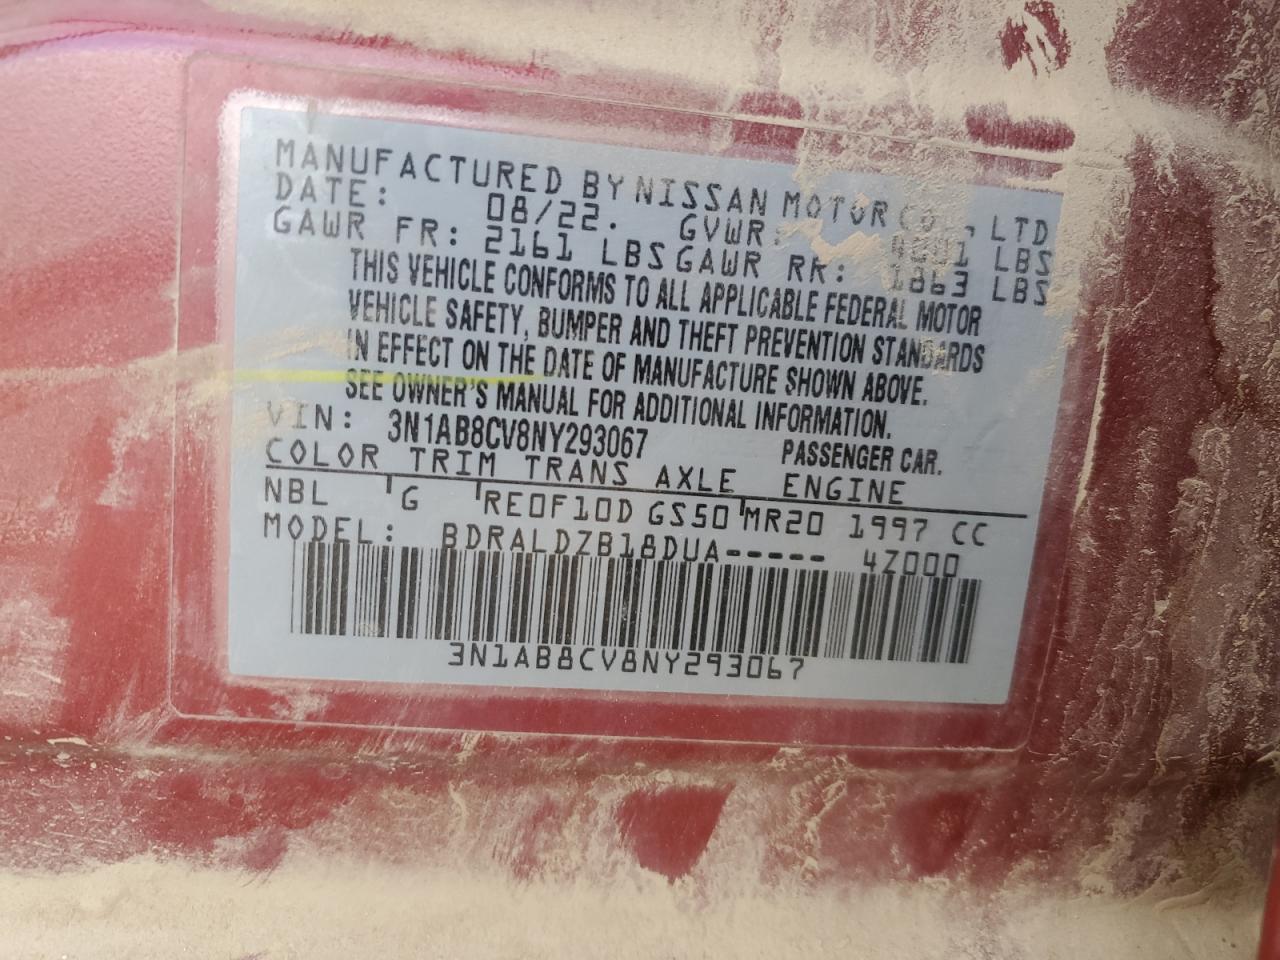 MANUFACTURED BY NISSAN MOTOR CO., LTD
DATE: 08/22. GVWR: LBS
GAWR FR: 2161 LBS GAWR RR: 1863 LBS
THIS VEHICLE CONFORMS TO ALL APPLICABLE FEDERAL MOTOR
VEHICLE SAFETY, BUMPER AND THEFT PREVENTION STANDARDS
IN EFFECT ON THE DATE OF MANUFACTURE SHOWN ABOVE.
SEE OWNER'S MANUAL FOR ADDITIONAL INFORMATION.
VIN: 3N1AB8CV8NY293067 PASSENGER CAR.
COLOR TRIM TRANS AXLE ENGINE
NBL G RE0F10D GS50 MR20 1997 CC
MODEL: BDRALDZB18DUA----- 4Z000
3N1AB8CV8NY293067